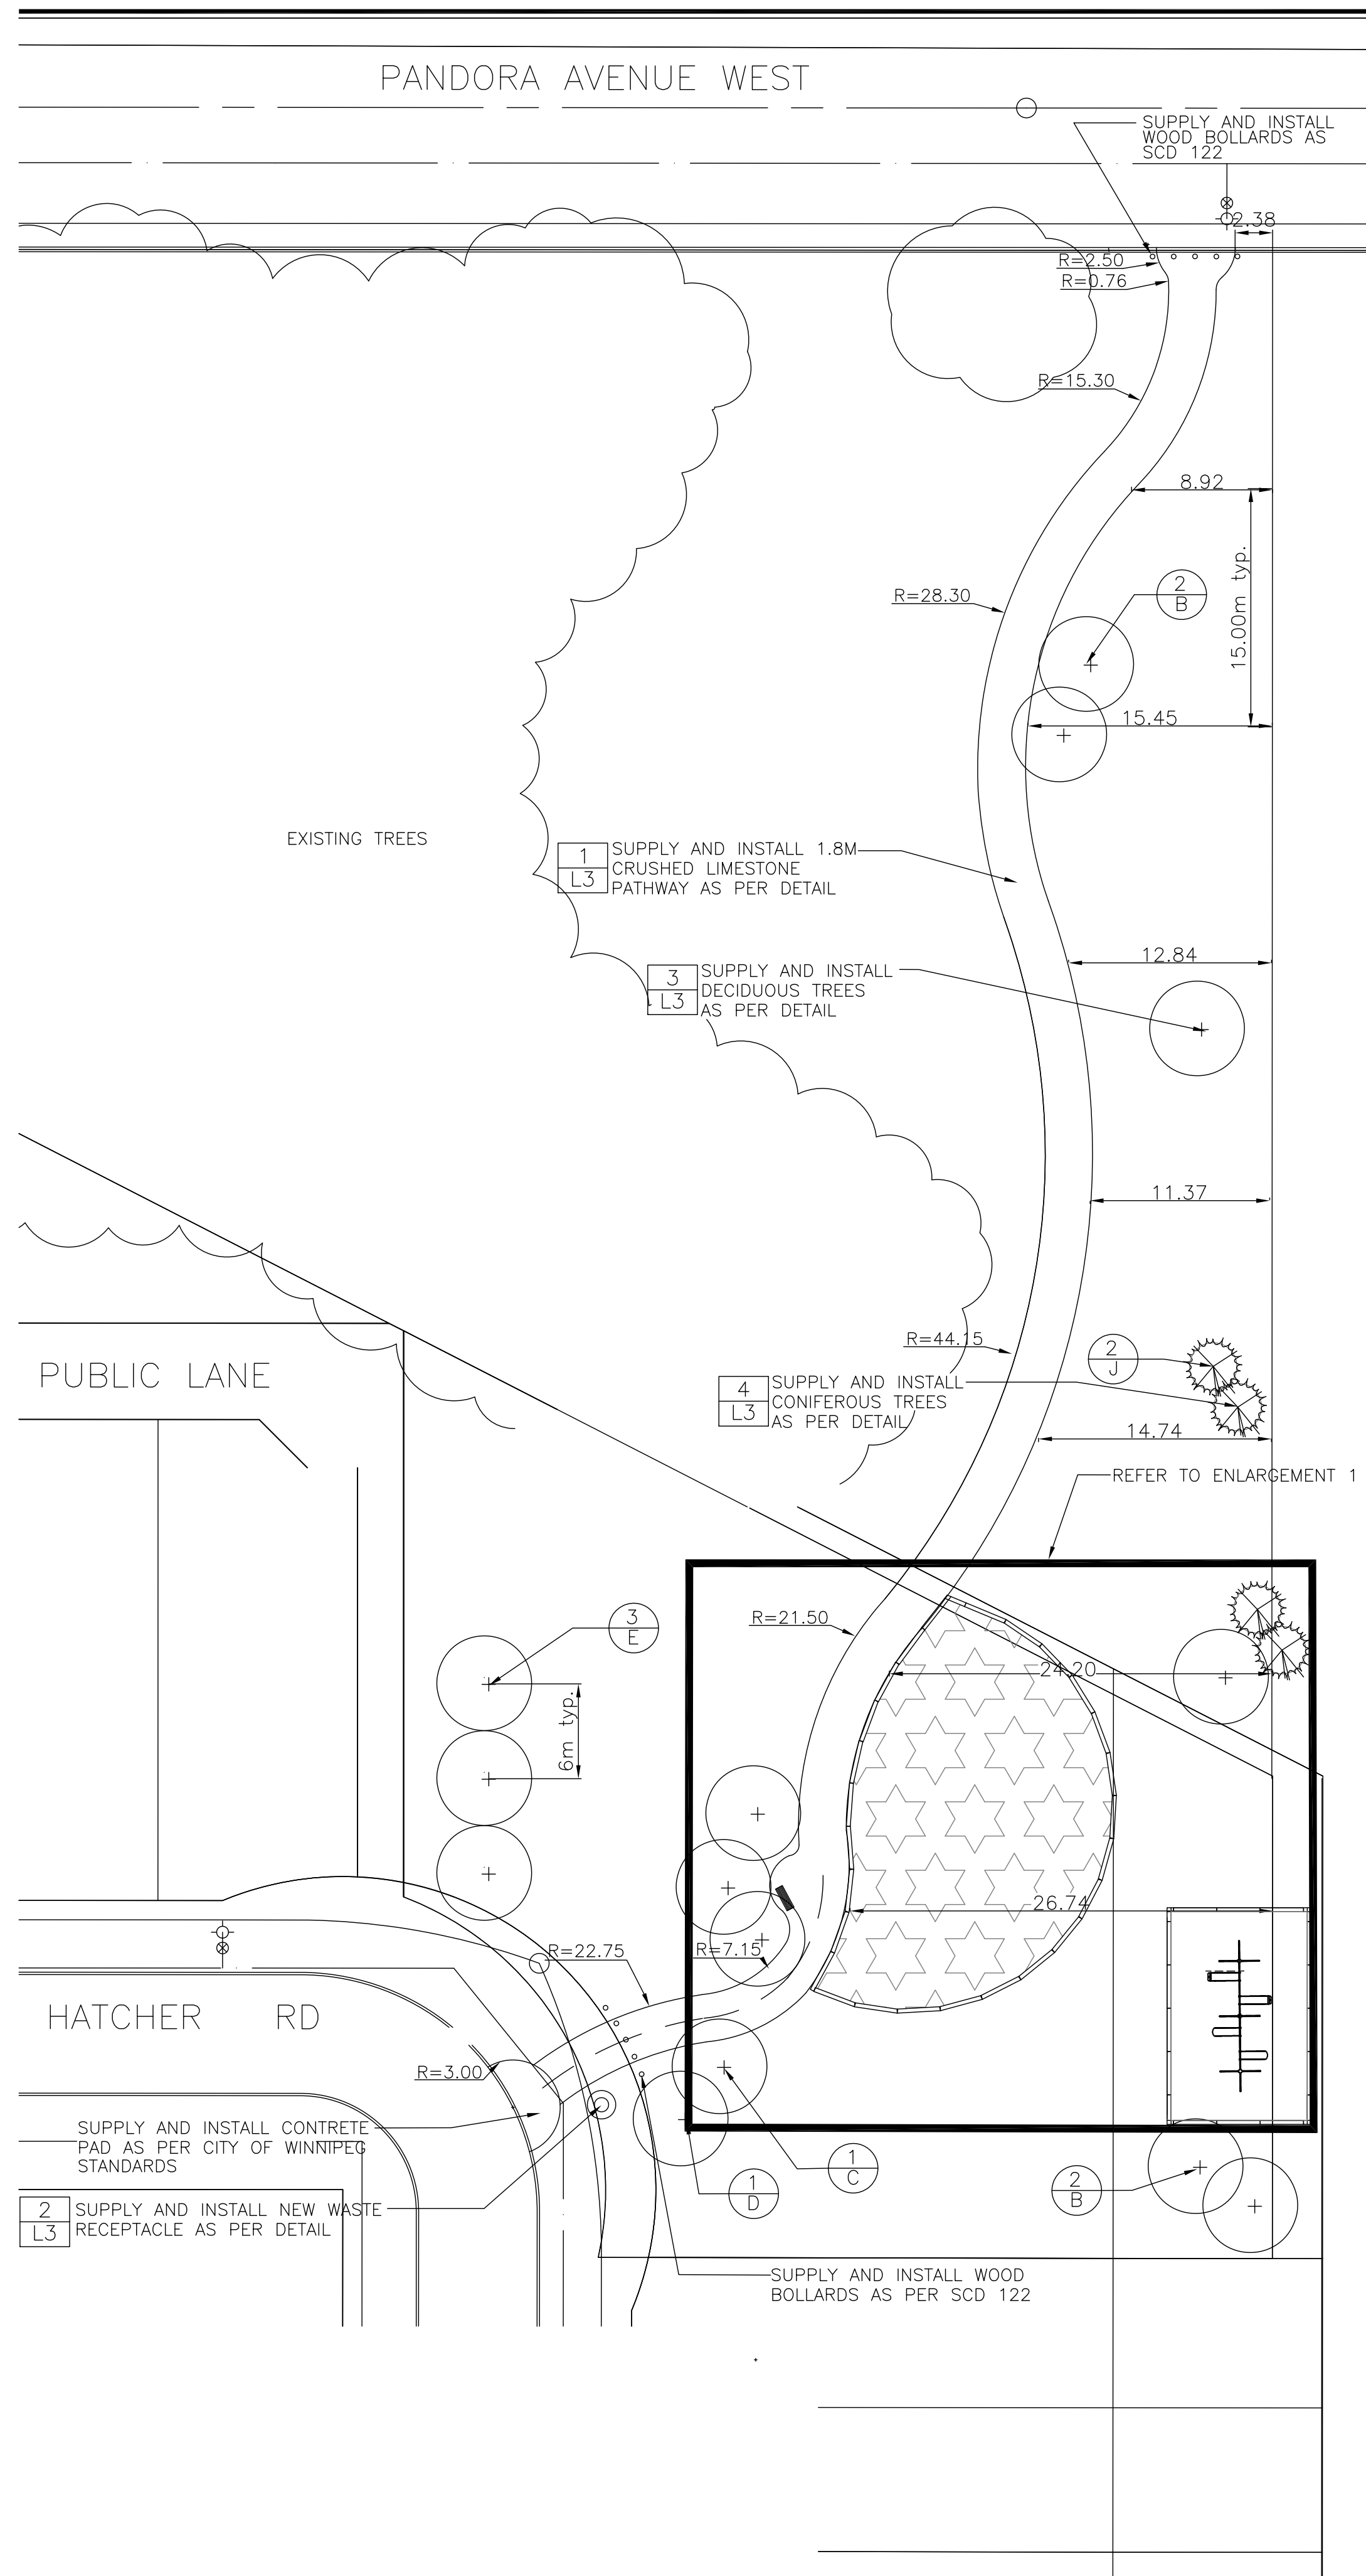 PANDORA AVENUE WEST
SUPPLY AND INSTALL
WOOD BOLLARDS AS
SCD 122
2.38
R=2.50
R=0.76
R=15.30
8.92
15.00m typ.
R=28.30
2
B
15.45
EXISTING TREES
1
L3
SUPPLY AND INSTALL 1.8M
CRUSHED LIMESTONE
PATHWAY AS PER DETAIL
12.84
3
L3
SUPPLY AND INSTALL
DECIDUOUS TREES
AS PER DETAIL
11.37
R=44.15
2
J
PUBLIC LANE
4
L3
SUPPLY AND INSTALL
CONIFEROUS TREES
AS PER DETAIL
14.74
REFER TO ENLARGEMENT 1
3
E
R=21.50
24.20
6m typ.
26.74
R=22.75
R=7.15
HATCHER RD
R=3.00
SUPPLY AND INSTALL CONTRETE
PAD AS PER CITY OF WINNIPEG
STANDARDS
1
C
1
D
2
B
2
L3
SUPPLY AND INSTALL NEW WASTE
RECEPTACLE AS PER DETAIL
SUPPLY AND INSTALL WOOD
BOLLARDS AS PER SCD 122